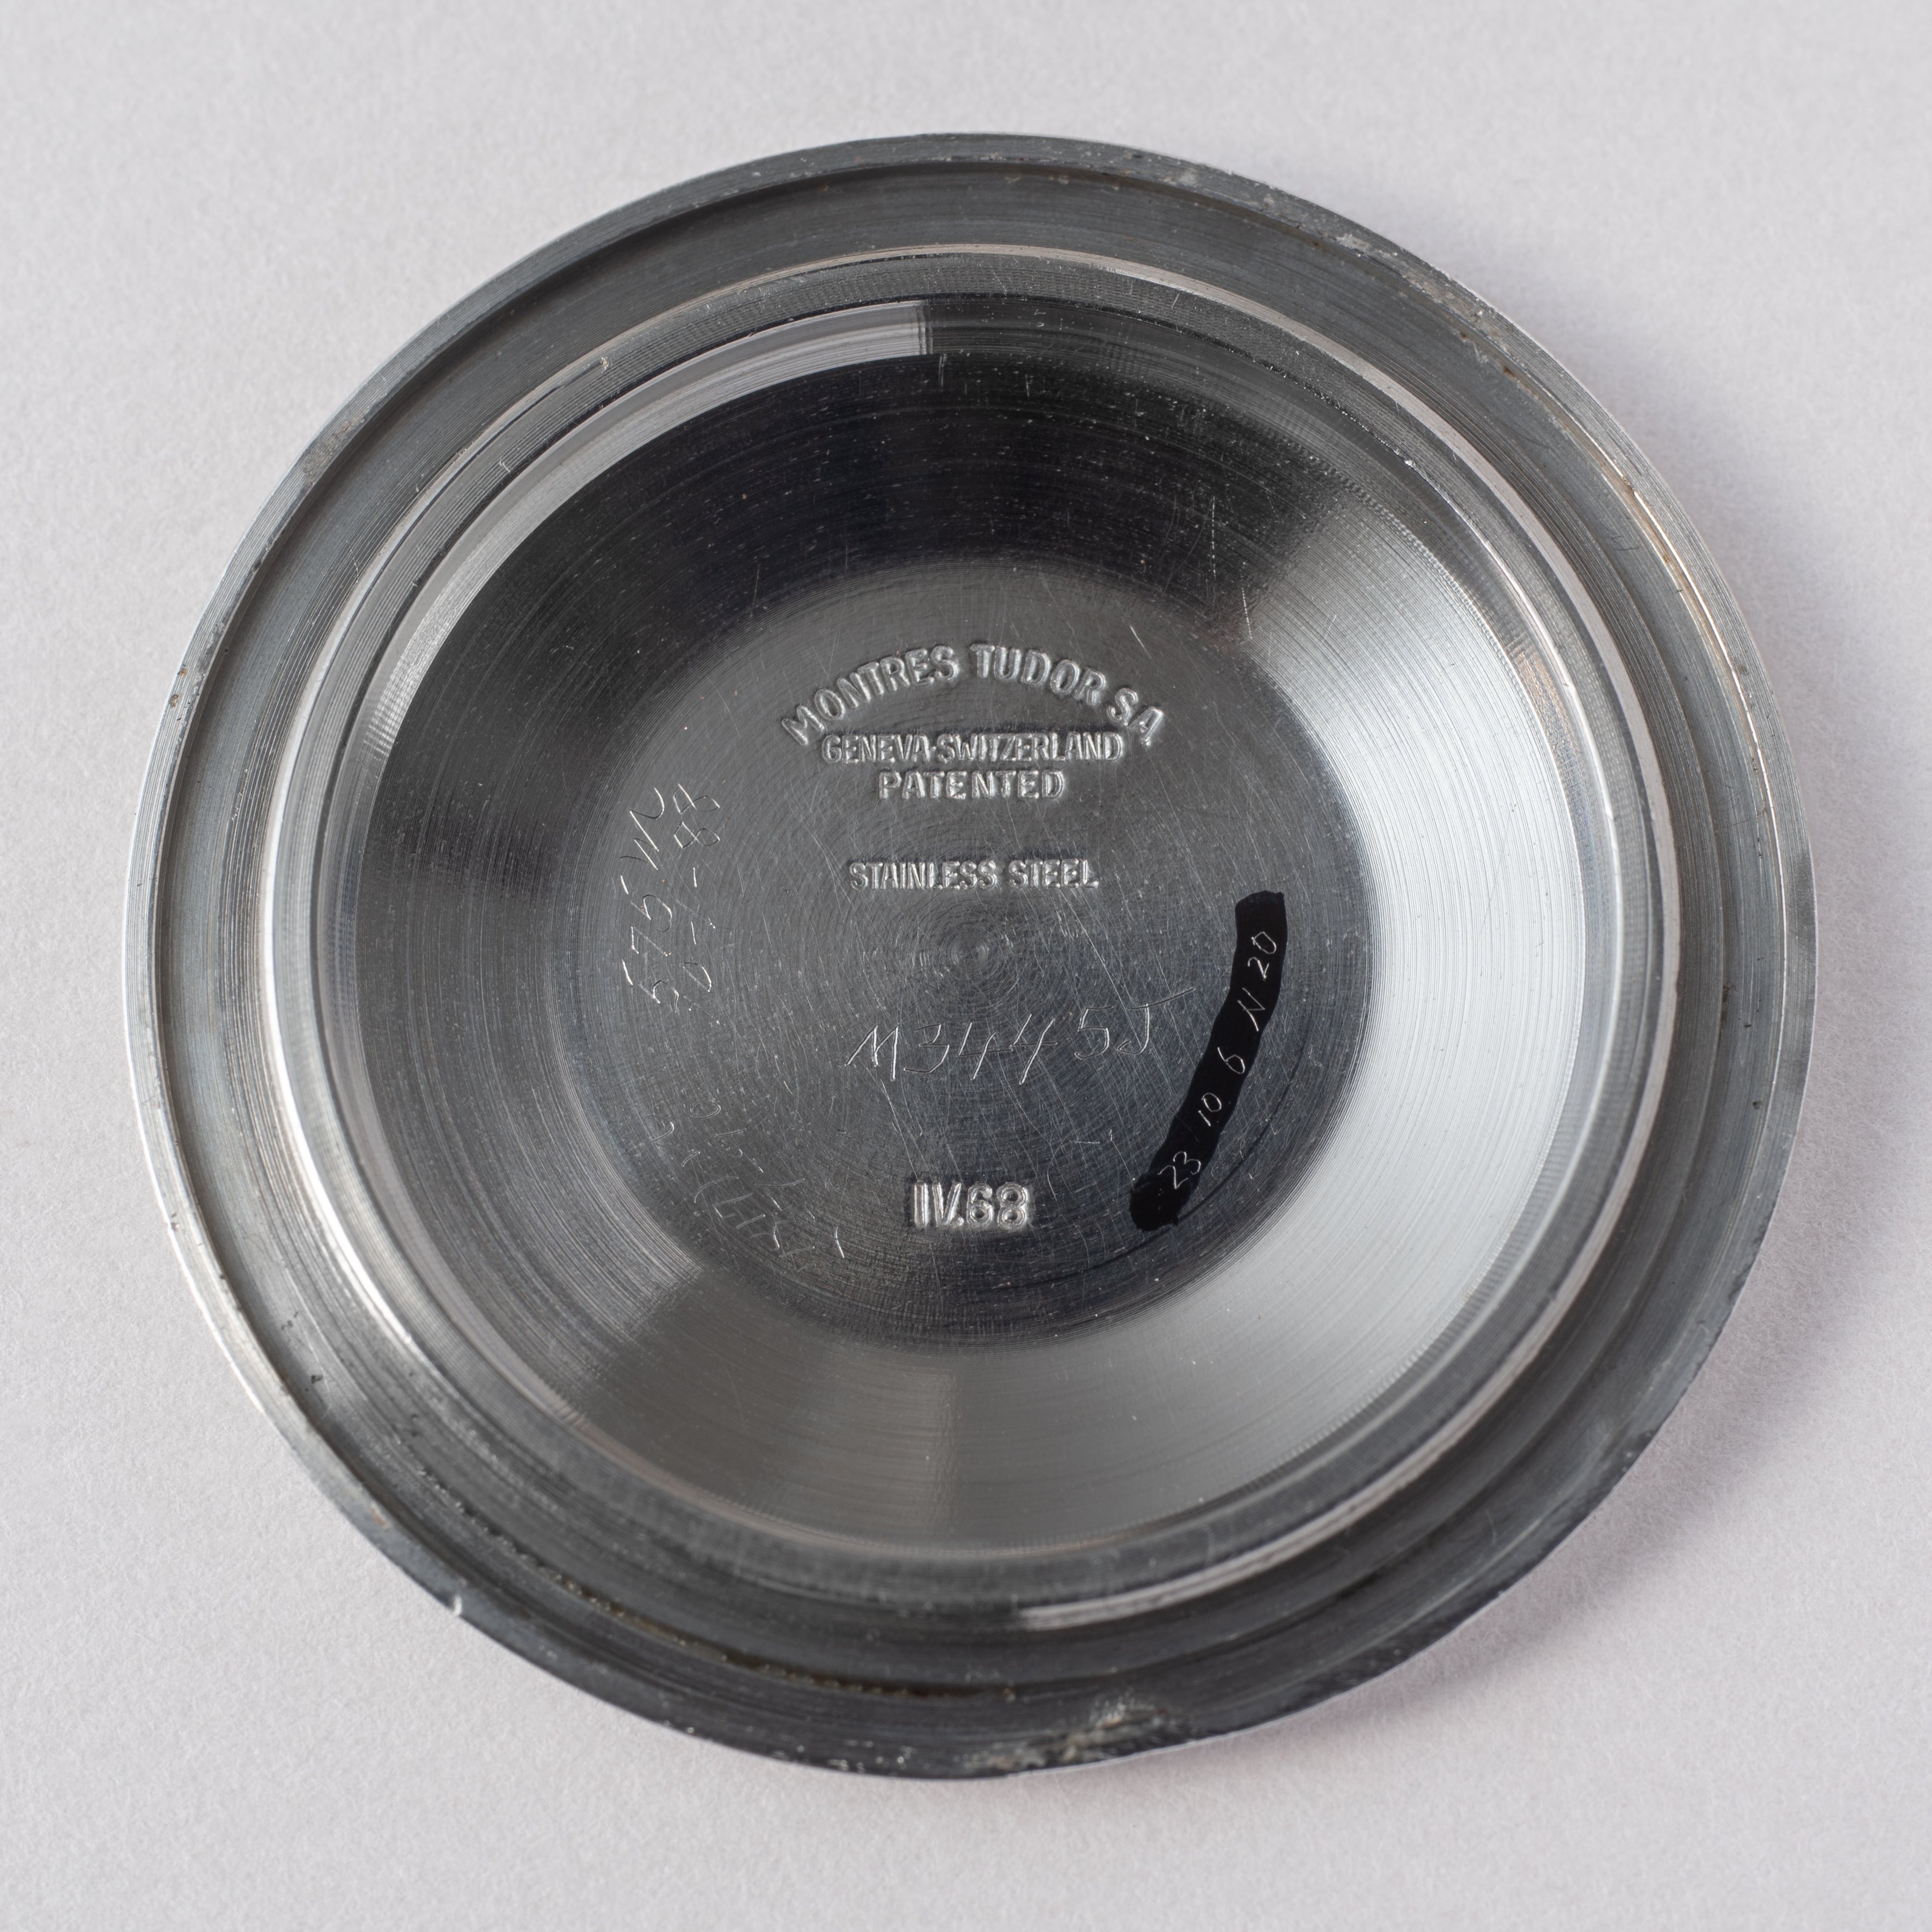 MONTRES TUDOR SA
GENEVA-SWITZERLAND
PATENTED
STAINLESS STEEL
M3445J
23 10 6 N 20
IV.68